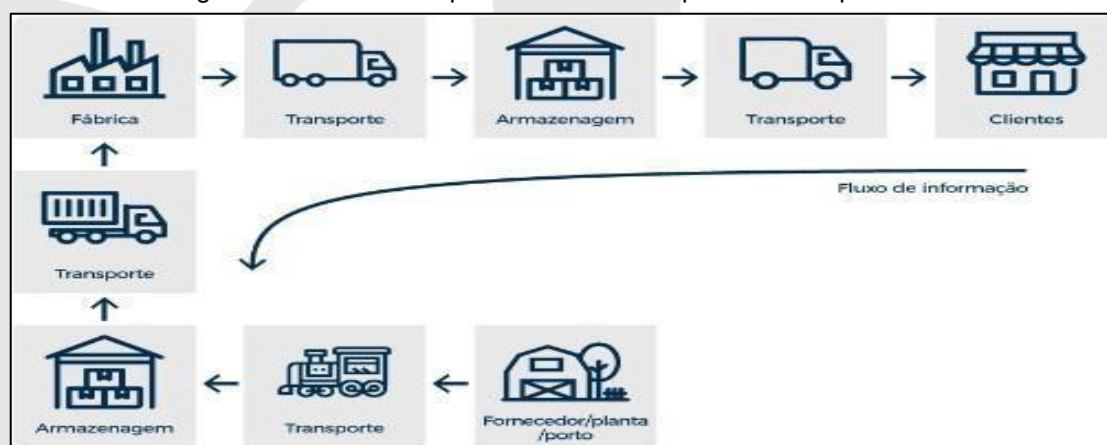 Fábrica
Transporte
Armazenagem
Transporte
Clientes
Fluxo de informação
Transporte
Armazenagem
Transporte
Fornecedor/planta
/porto